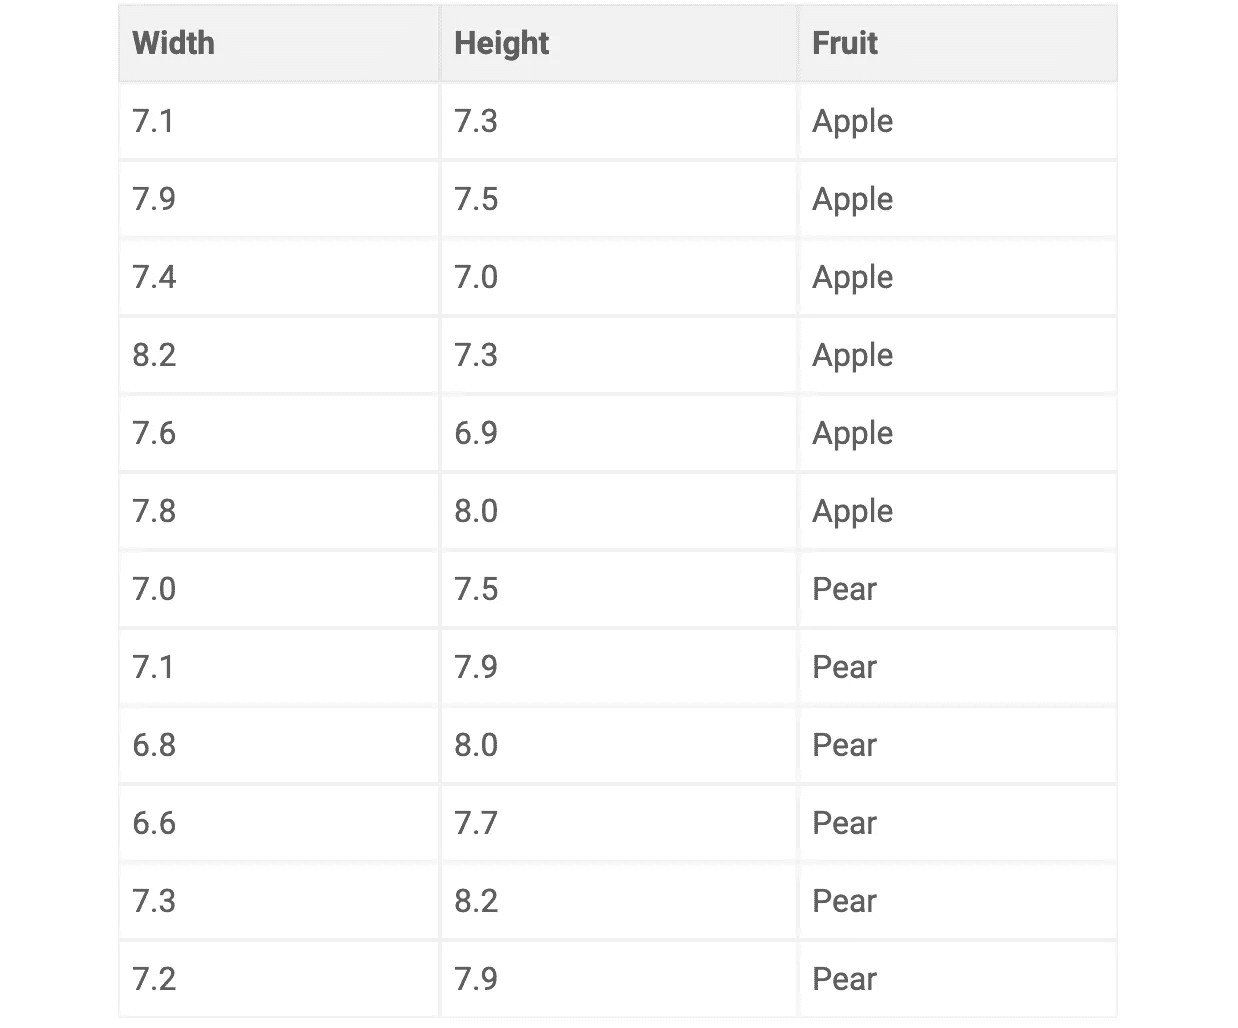 Width Height Fruit
7.1 7.3 Apple
7.9 7.5 Apple
7.4 7.0 Apple
8.2 7.3 Apple
7.6 6.9 Apple
7.8 8.0 Apple
7.0 7.5 Pear
7.1 7.9 Pear
6.8 8.0 Pear
6.6 7.7 Pear
7.3 8.2 Pear
7.2 7.9 Pear